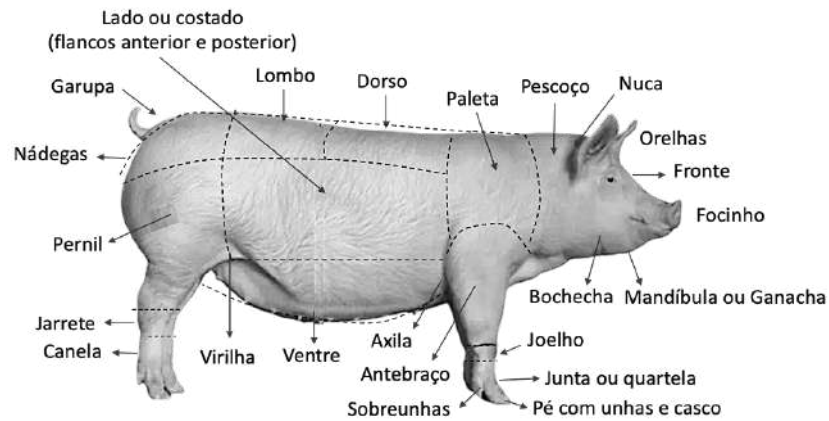 Lado ou costado
(flancos anterior e posterior)
Garupa
Lombo
Dorso
Paleta
Pescoço
Nuca
Orelhas
Nádegas
Fronte
Focinho
Pernil
Bochecha
Mandíbula ou Ganacha
Jarrete
Canela
Virilha
Ventre
Axila
Joelho
Antebraço
Junta ou quartela
Sobreunhas
Pé com unhas e casco